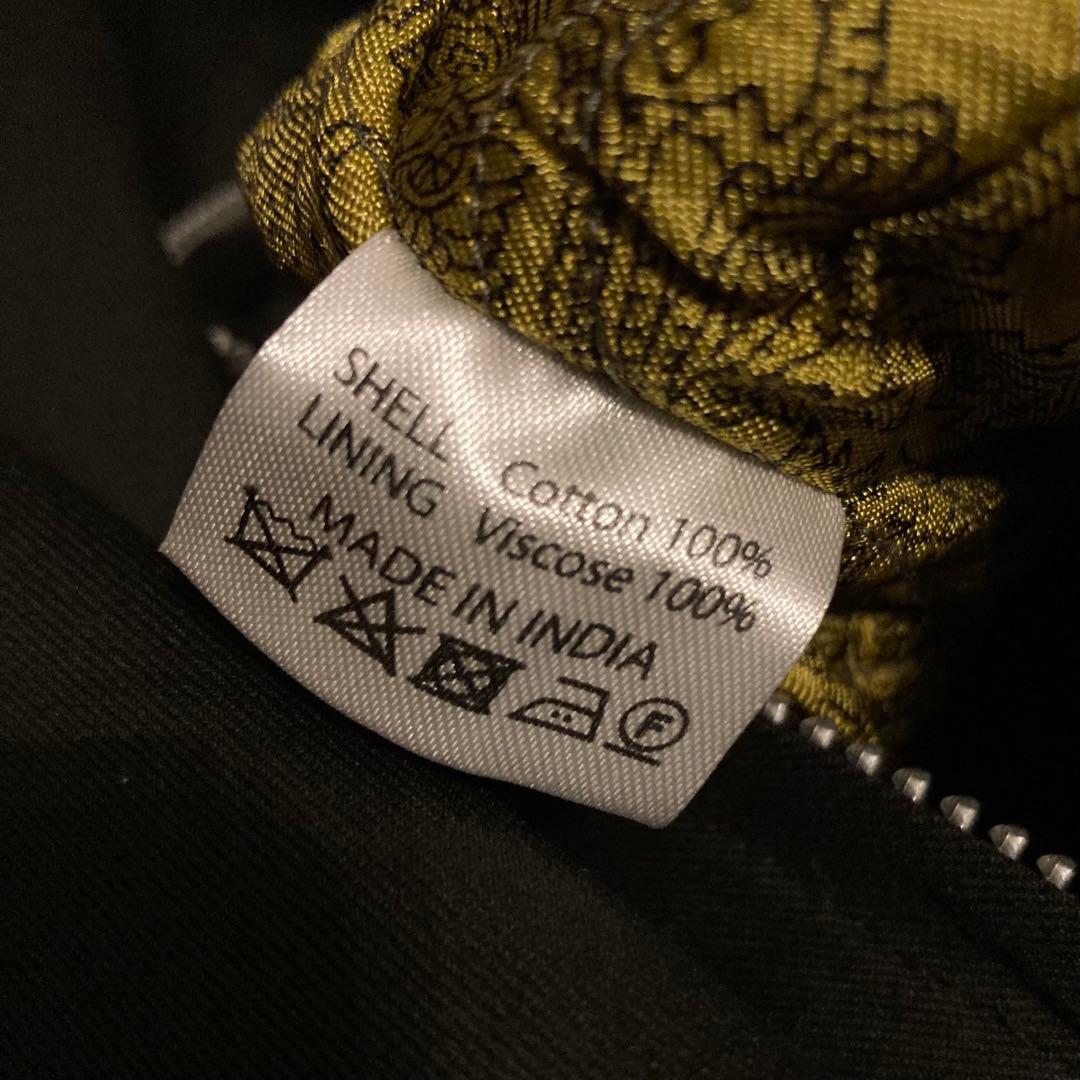 SHELL Cotton 100%
LINING Viscose 100%
MADE IN INDIA
F